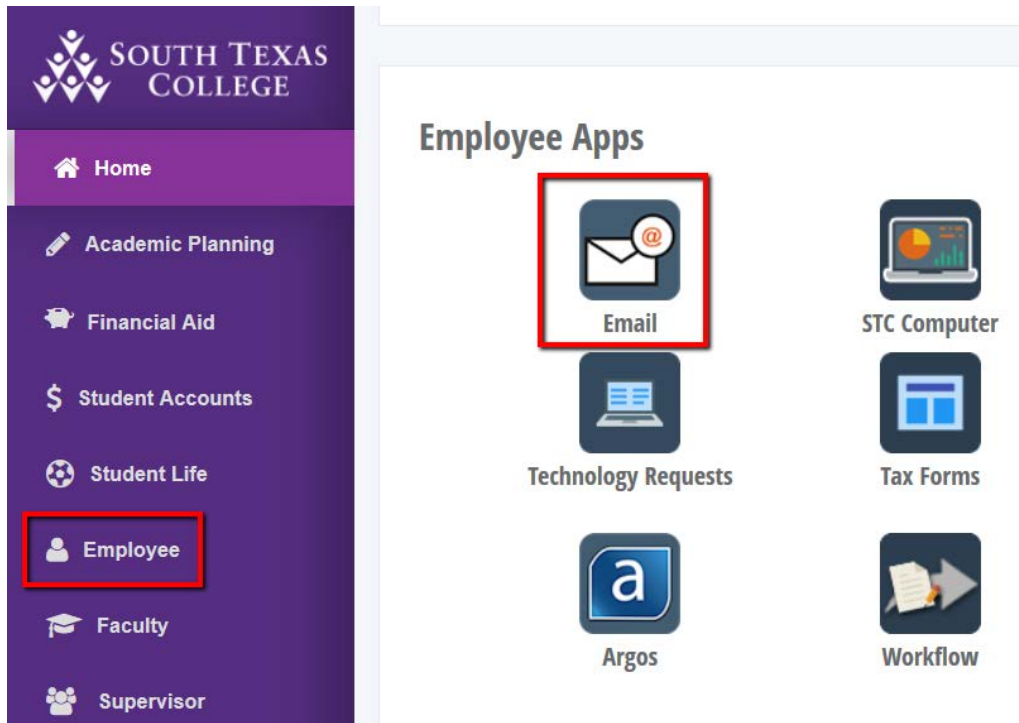 SOUTH TEXAS
COLLEGE
Home
Academic Planning
Financial Aid
$ Student Accounts
Student Life
Employee
Faculty
Supervisor
Employee Apps
@
Email
STC Computer
Technology Requests
Tax Forms
a
Argos
Workflow